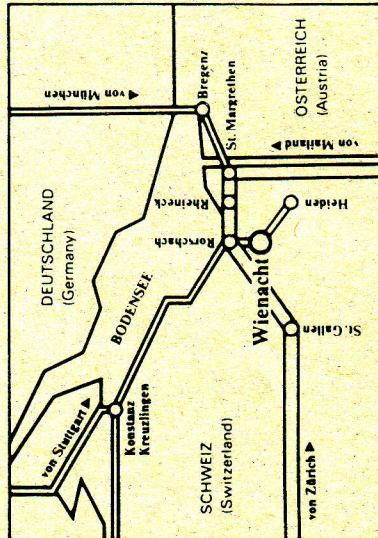 DEUTSCHLAND
(Germany)
von Stuttgart ▶
von München
BODENSEE
Konstanz
Kreuzlingen
Bregenz
St. Margrethen
Rheineck
Rorschach
SCHWEIZ
(Switzerland)
Wienacht
ÖSTERREICH
(Austria)
von Mailand
Heiden
St. Gallen
von Zürich ▶